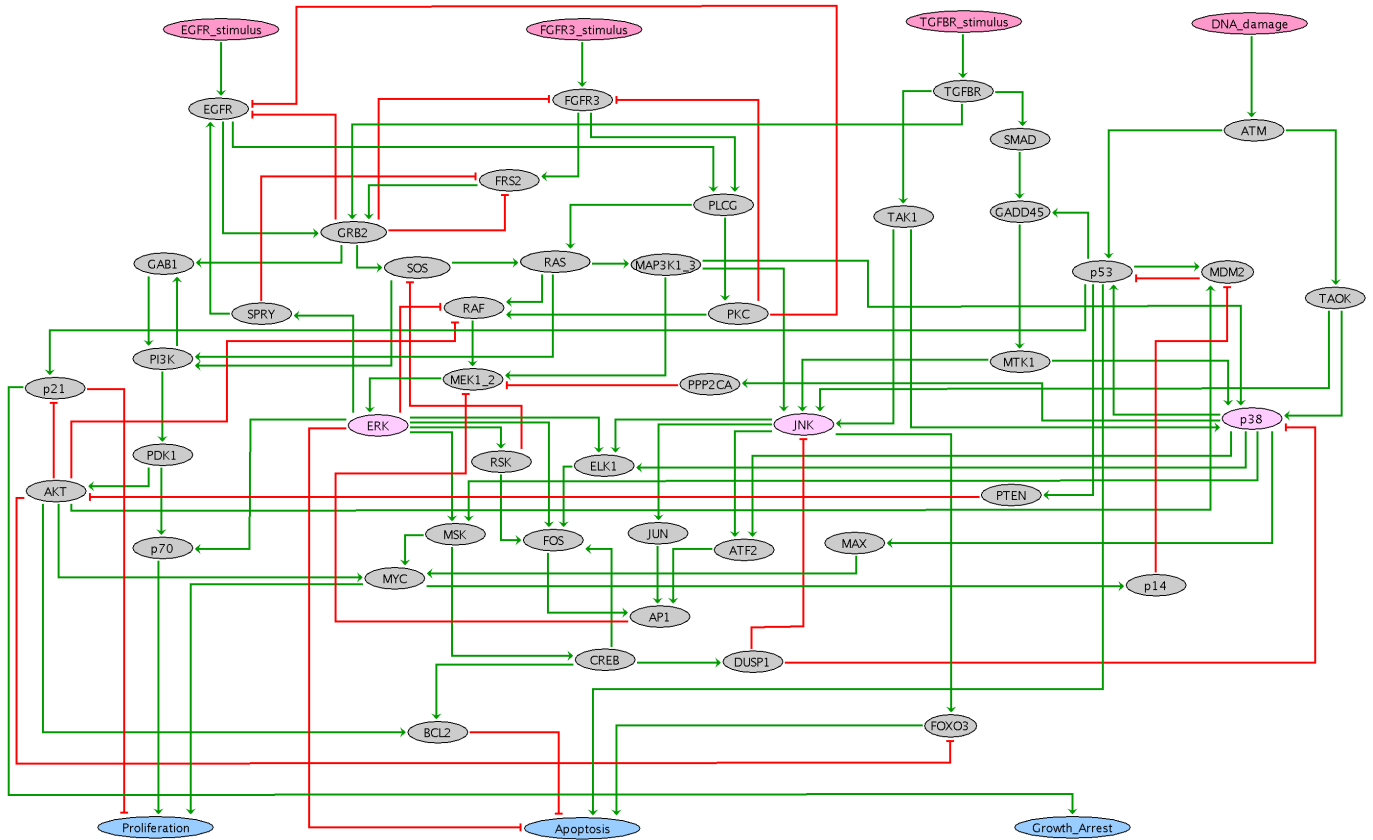 EGFR_stimulus
FGFR3_stimulus
TGFBR_stimulus
DNA_damage
EGFR
FGFR3
TGFBR
ATM
SMAD
FRS2
PLCG
TAK1
GADD45
GRB2
GAB1
SOS
RAS
MAP3K1_3
p53
MDM2
TAOK
SPRY
RAF
PKC
PI3K
MTK1
p21
MEK1_2
PPP2CA
ERK
JNK
p38
PDK1
RSK
ELK1
AKT
PTEN
p70
MSK
FOS
JUN
ATF2
MAX
MYC
p14
AP1
CREB
DUSP1
BCL2
FOXO3
Proliferation
Apoptosis
Growth_Arrest